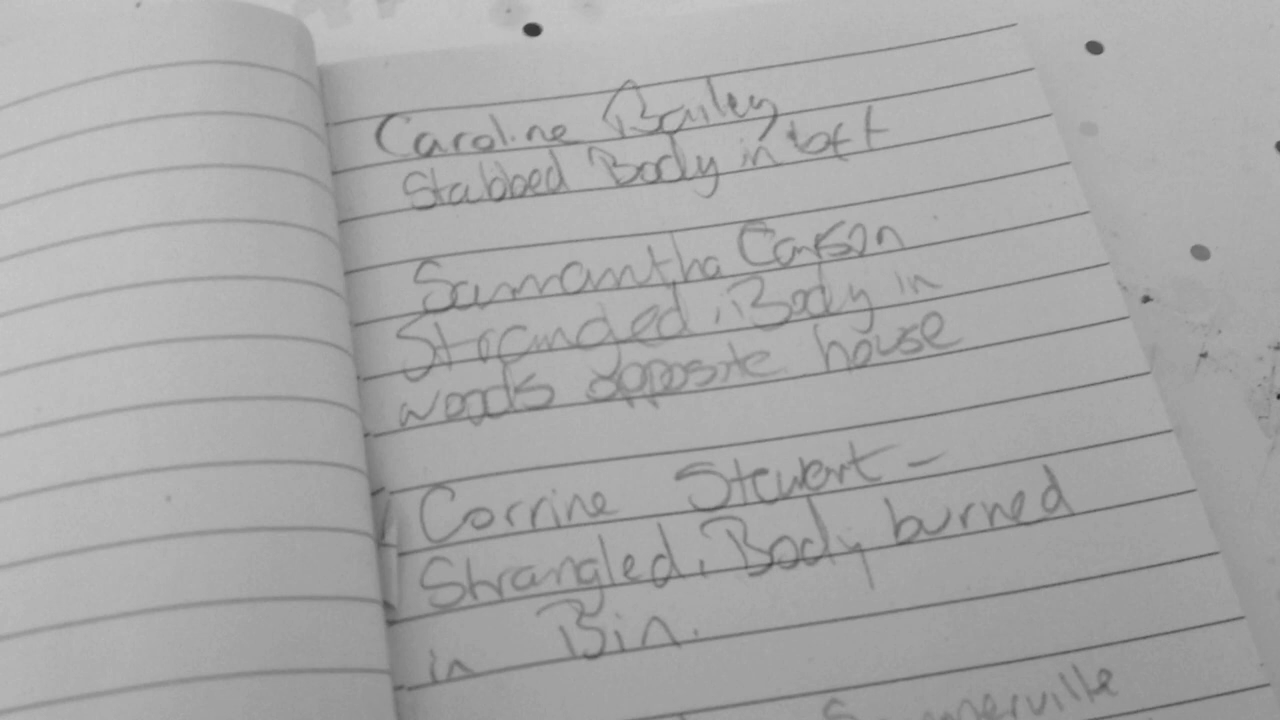 Caroline Bailey
Stabbed Body in loft
Samantha Carson
Strangled. Body in
woods opposite house
Corrine Stewart -
Strangled. Body burned
in Bin.